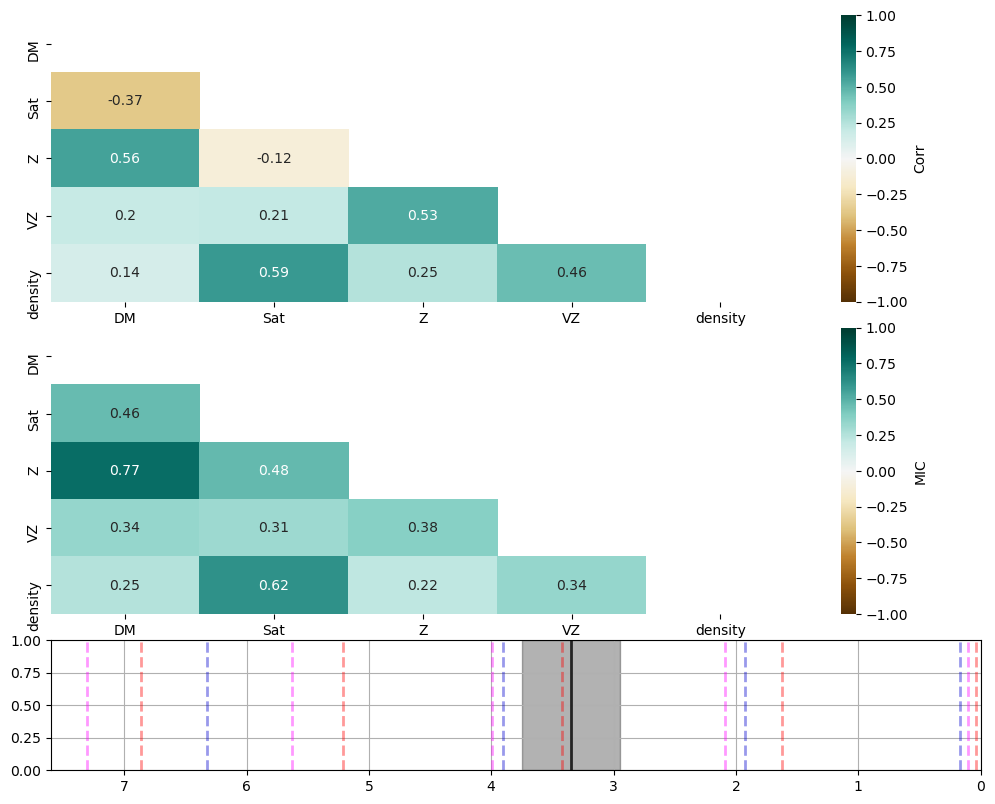 DM
Sat
Z
VZ
density
-0.37
0.56 -0.12
0.2 0.21 0.53
0.14 0.59 0.25 0.46
DM Sat Z VZ density
1.00
0.75
0.50
0.25
0.00
−0.25
−0.50
−0.75
−1.00
Corr
DM
Sat
Z
VZ
density
0.46
0.77 0.48
0.34 0.31 0.38
0.25 0.62 0.22 0.34
DM Sat Z VZ density
1.00
0.75
0.50
0.25
0.00
−0.25
−0.50
−0.75
−1.00
MIC
1.00
0.75
0.50
0.25
0.00
7 6 5 4 3 2 1 0